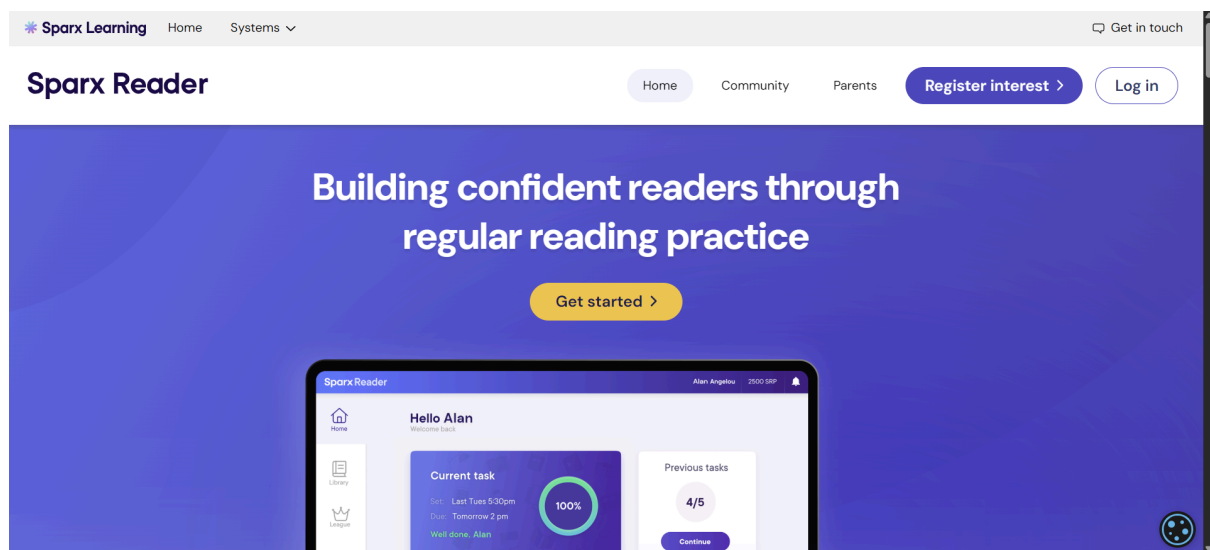 Sparx Learning Home Systems Get in touch
Sparx Reader Home Community Parents Register interest Log in
Building confident readers through
regular reading practice
Get started
Sparx Reader Alan Angelou 2500 SRP
Home
Hello Alan
Welcome back
Library
League
Current task
Set: Last Tues 5:30pm
Due: Tomorrow 2 pm
Well done, Alan
100%
Previous tasks
4/5
Continue